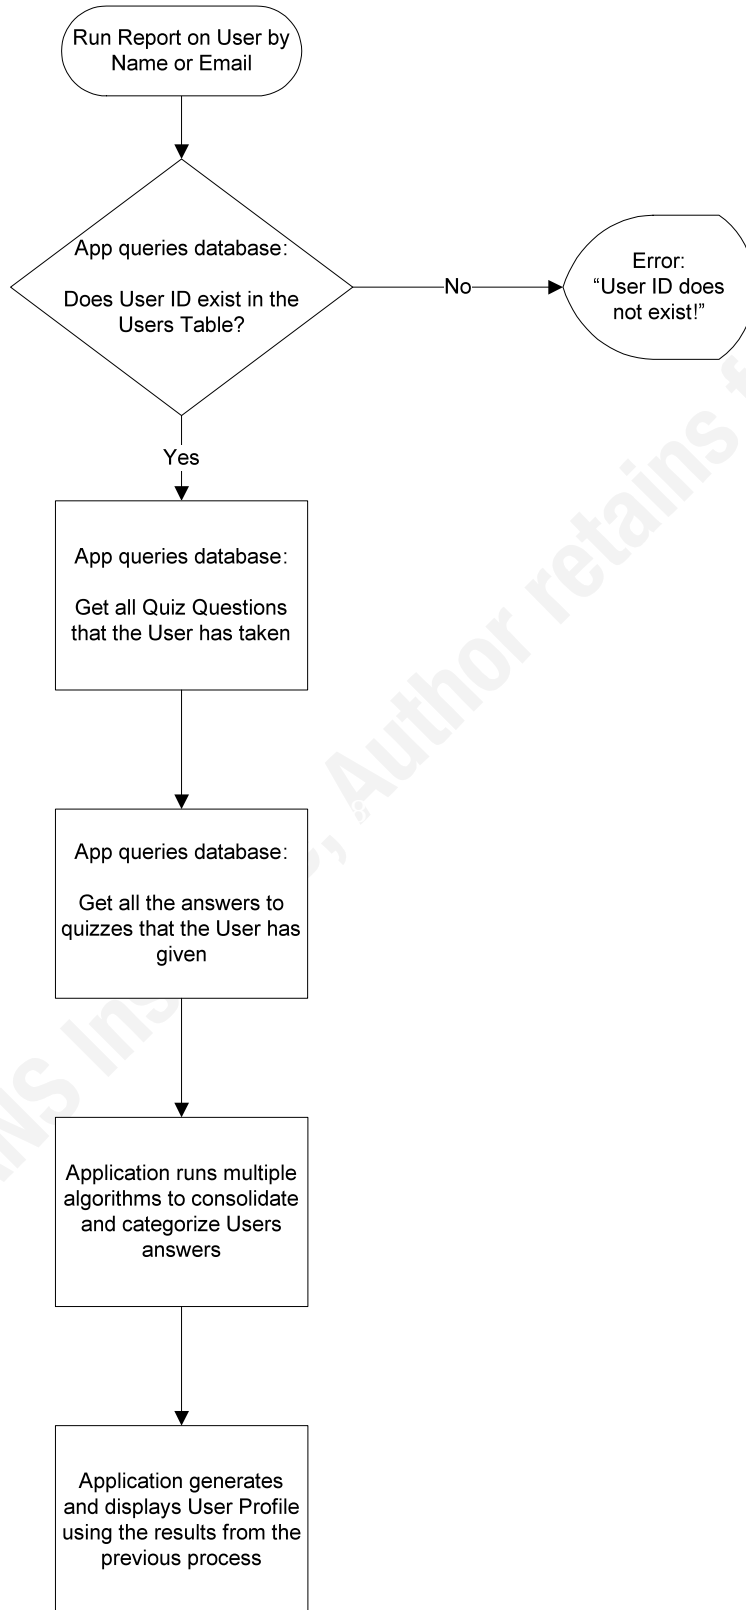 Run Report on User by
Name or Email
App queries database:
Does User ID exist in the
Users Table?
No
Error:
“User ID does
not exist!”
Yes
App queries database:
Get all Quiz Questions
that the User has taken
App queries database:
Get all the answers to
quizzes that the User has
given
Application runs multiple
algorithms to consolidate
and categorize Users
answers
Application generates
and displays User Profile
using the results from the
previous process
Author retains